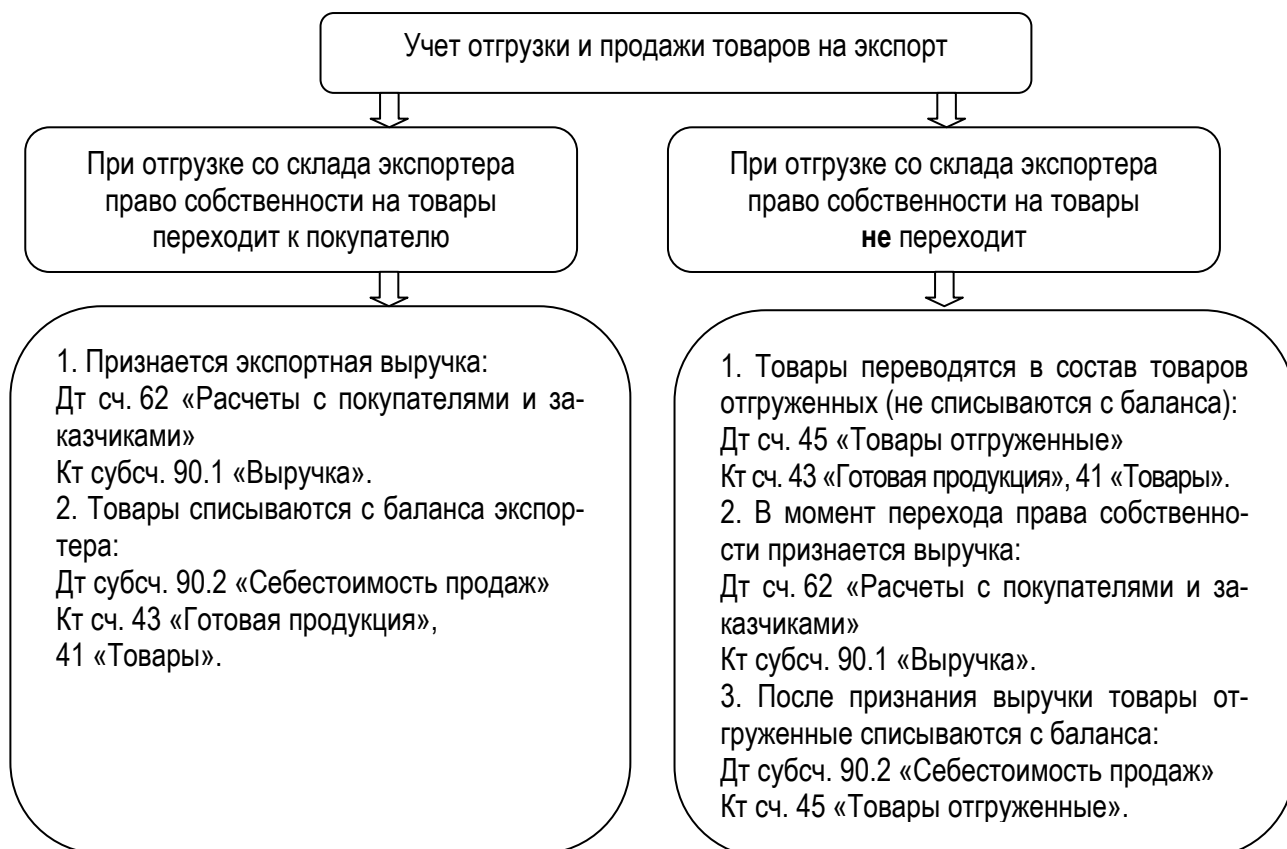 Учет отгрузки и продажи товаров на экспорт
При отгрузке со склада экспортера
право собственности на товары
переходит к покупателю
При отгрузке со склада экспортера
право собственности на товары
не переходит
1. Признается экспортная выручка:
Дт сч. 62 «Расчеты с покупателями и за-
казчиками»
Кт субсч. 90.1 «Выручка».
2. Товары списываются с баланса экспор-
тера:
Дт субсч. 90.2 «Себестоимость продаж»
Кт сч. 43 «Готовая продукция»,
41 «Товары».
1. Товары переводятся в состав товаров
отгруженных (не списываются с баланса):
Дт сч. 45 «Товары отгруженные»
Кт сч. 43 «Готовая продукция», 41 «Товары».
2. В момент перехода права собственно-
сти признается выручка:
Дт сч. 62 «Расчеты с покупателями и за-
казчиками»
Кт субсч. 90.1 «Выручка».
3. После признания выручки товары от-
груженные списываются с баланса:
Дт субсч. 90.2 «Себестоимость продаж»
Кт сч. 45 «Товары отгруженные».